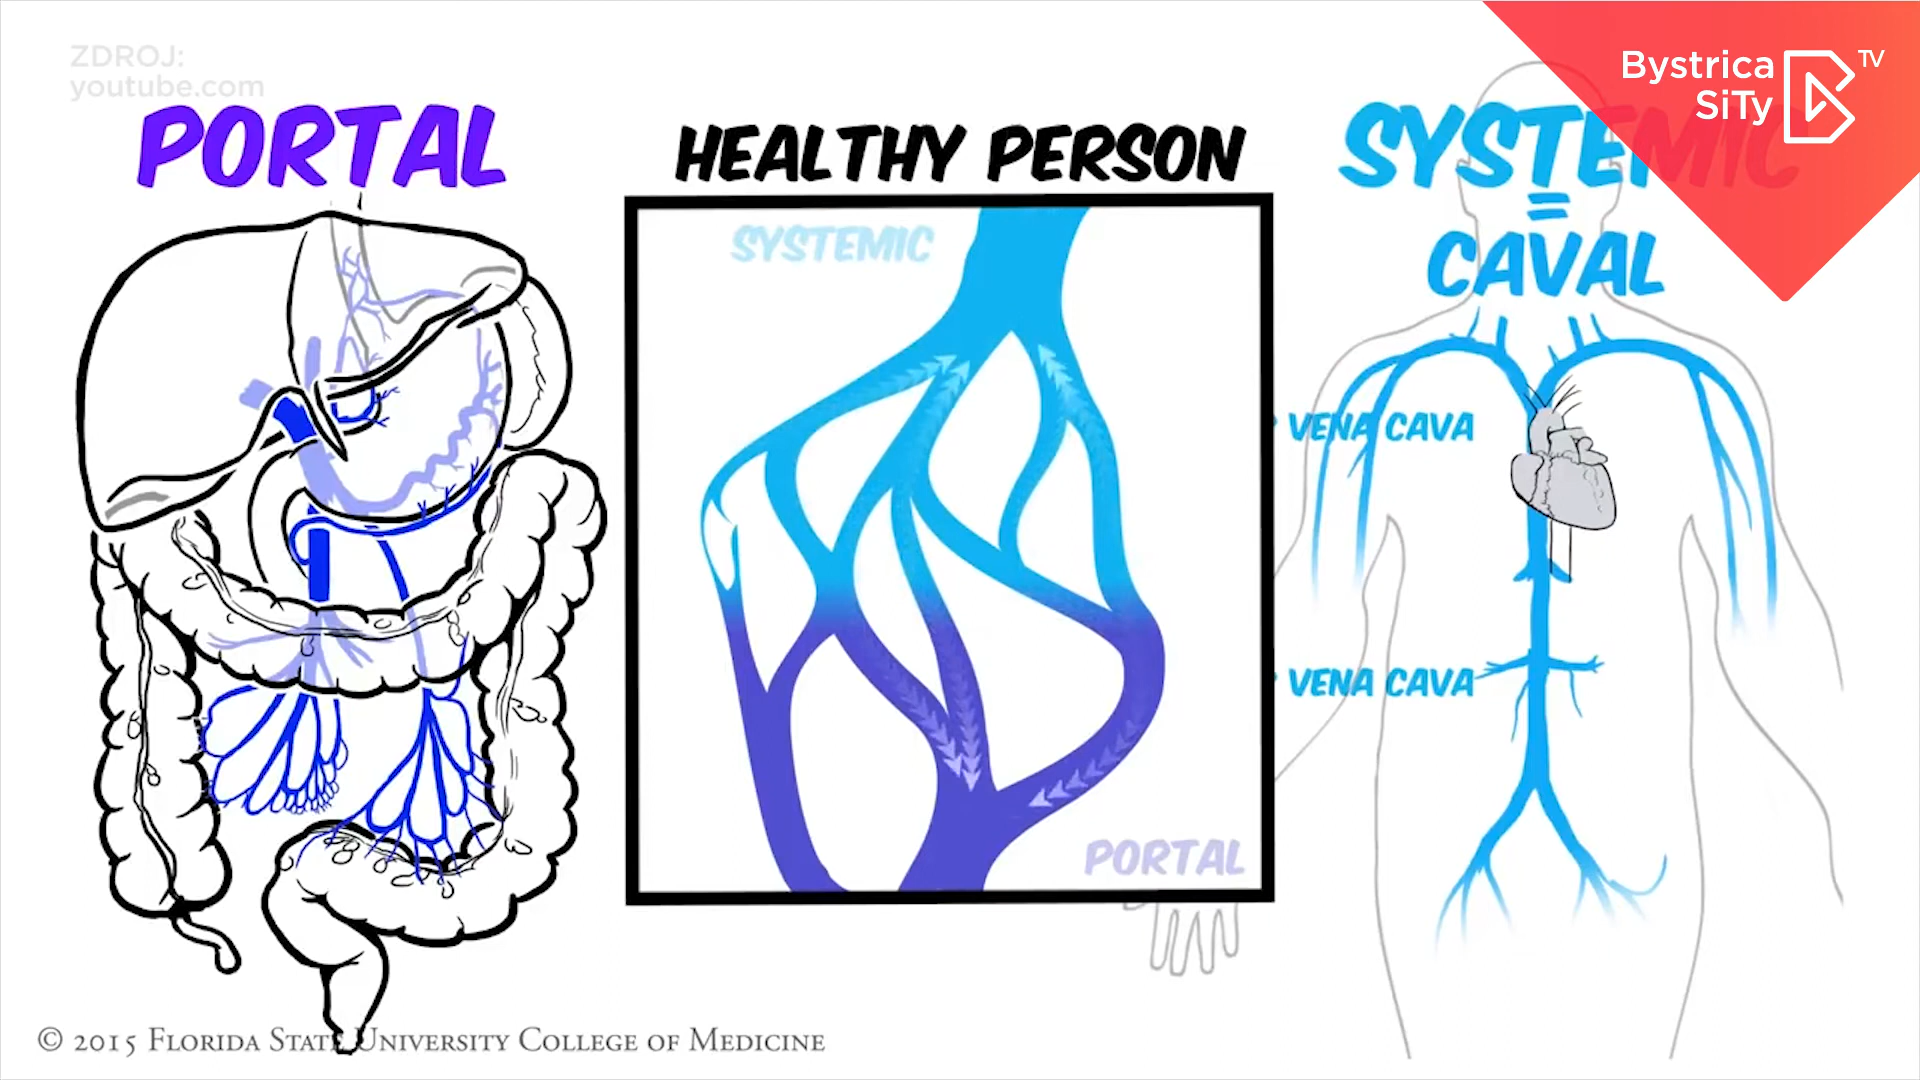 ZDROJ:
youtube.com
Bystrica
SiTy
TV
PORTAL
HEALTHY PERSON
SYSTEMIC
=
CAVAL
SYSTEMIC
VENA CAVA
VENA CAVA
PORTAL
© 2015 FLORIDA STATE UNIVERSITY COLLEGE OF MEDICINE